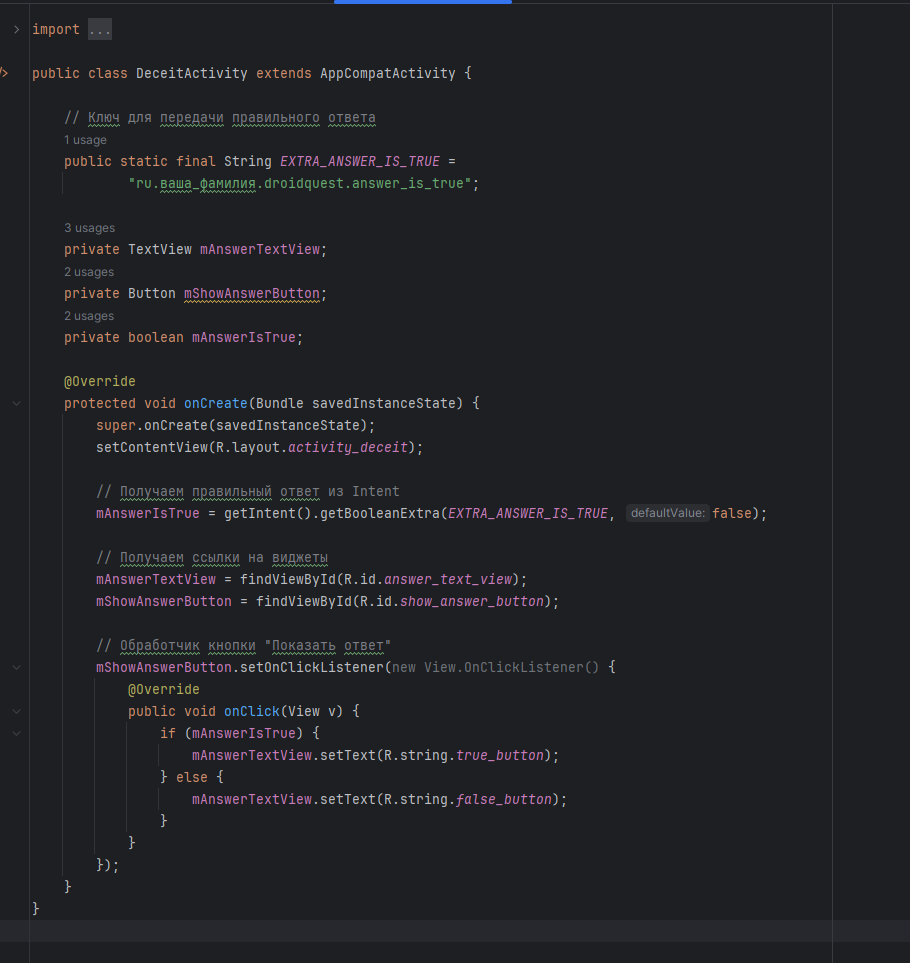 import ...
public class DeceitActivity extends AppCompatActivity {
// Ключ для передачи правильного ответа
1 usage
public static final String EXTRA_ANSWER_IS_TRUE =
"ru.ваша_фамилия.droidquest.answer_is_true";
3 usages
private TextView mAnswerTextView;
2 usages
private Button mShowAnswerButton;
2 usages
private boolean mAnswerIsTrue;
@Override
protected void onCreate(Bundle savedInstanceState) {
super.onCreate(savedInstanceState);
setContentView(R.layout.activity_deceit);
// Получаем правильный ответ из Intent
mAnswerIsTrue = getIntent().getBooleanExtra(EXTRA_ANSWER_IS_TRUE, defaultValue: false);
// Получаем ссылки на виджеты
mAnswerTextView = findViewById(R.id.answer_text_view);
mShowAnswerButton = findViewById(R.id.show_answer_button);
// Обработчик кнопки "Показать ответ"
mShowAnswerButton.setOnClickListener(new View.OnClickListener() {
@Override
public void onClick(View v) {
if (mAnswerIsTrue) {
mAnswerTextView.setText(R.string.true_button);
} else {
mAnswerTextView.setText(R.string.false_button);
}
}
});
}
}